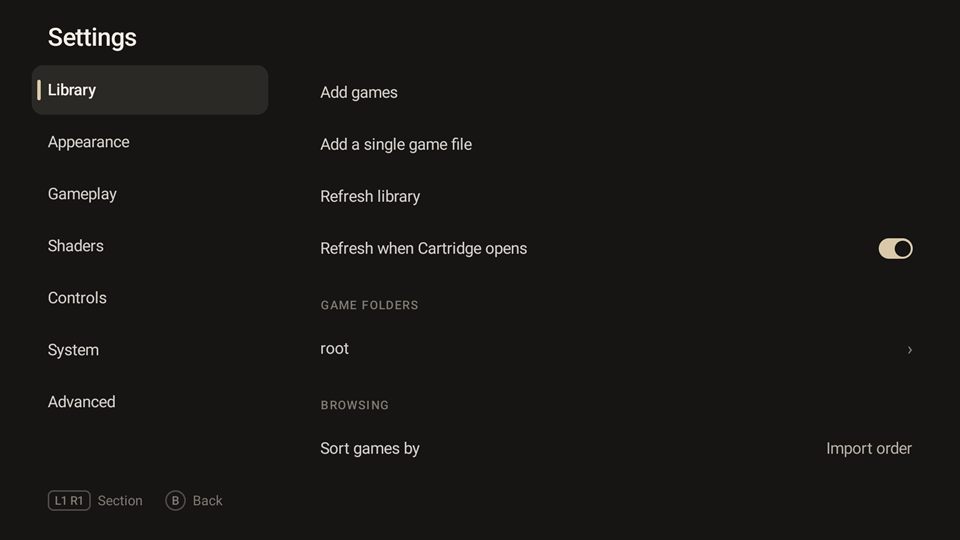 Settings
Library
Appearance
Gameplay
Shaders
Controls
System
Advanced
Add games
Add a single game file
Refresh library
Refresh when Cartridge opens
GAME FOLDERS
root ›
BROWSING
Sort games by Import order
L1 R1 Section B Back